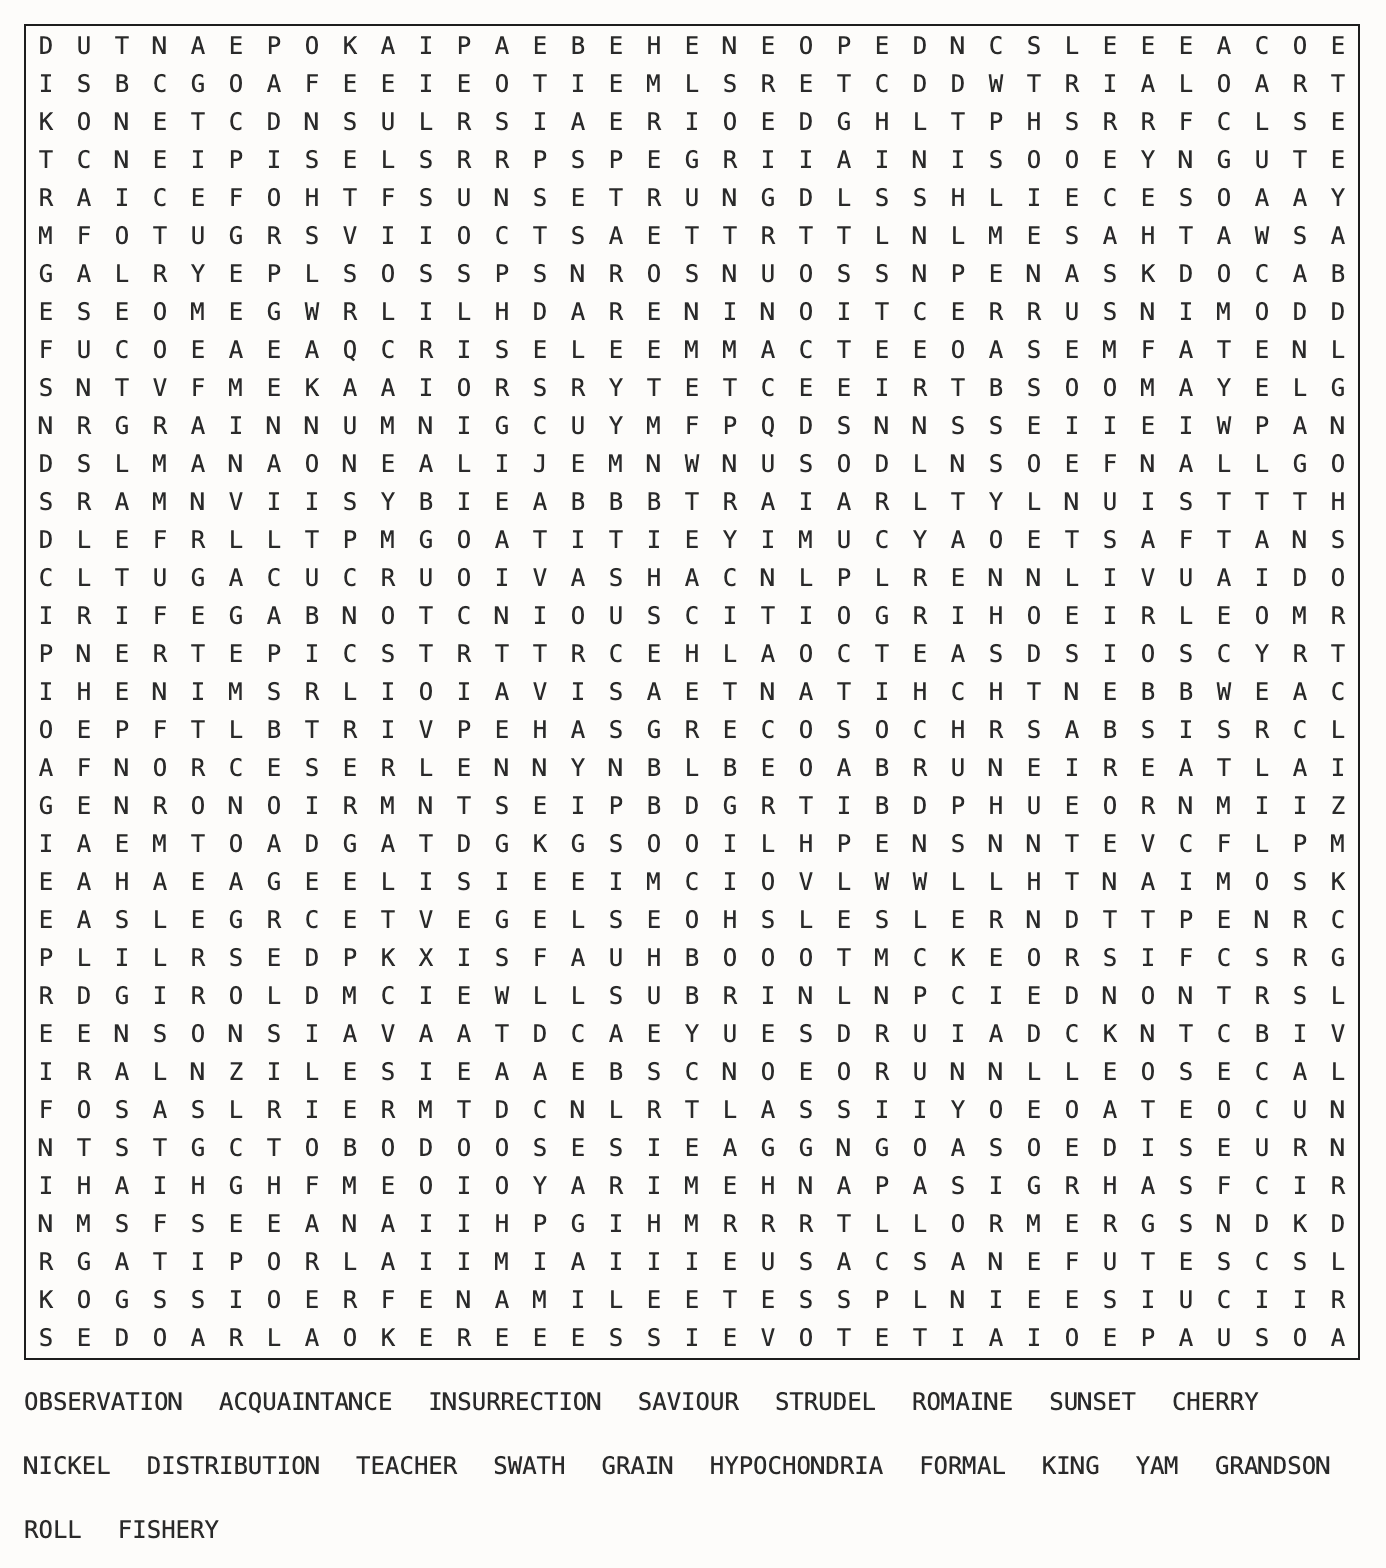 D U T N A E P O K A I P A E B E H E N E O P E D N C S L E E E A C O E
I S B C G O A F E E I E O T I E M L S R E T C D D W T R I A L O A R T
K O N E T C D N S U L R S I A E R I O E D G H L T P H S R R F C L S E
T C N E I P I S E L S R R P S P E G R I I A I N I S O O E Y N G U T E
R A I C E F O H T F S U N S E T R U N G D L S S H L I E C E S O A A Y
M F O T U G R S V I I O C T S A E T T R T T L N L M E S A H T A W S A
G A L R Y E P L S O S S P S N R O S N U O S S N P E N A S K D O C A B
E S E O M E G W R L I L H D A R E N I N O I T C E R R U S N I M O D D
F U C O E A E A Q C R I S E L E E M M A C T E E O A S E M F A T E N L
S N T V F M E K A A I O R S R Y T E T C E E I R T B S O O M A Y E L G
N R G R A I N N U M N I G C U Y M F P Q D S N N S S E I I E I W P A N
D S L M A N A O N E A L I J E M N W N U S O D L N S O E F N A L L G O
S R A M N V I I S Y B I E A B B B T R A I A R L T Y L N U I S T T T H
D L E F R L L T P M G O A T I T I E Y I M U C Y A O E T S A F T A N S
C L T U G A C U C R U O I V A S H A C N L P L R E N N L I V U A I D O
I R I F E G A B N O T C N I O U S C I T I O G R I H O E I R L E O M R
P N E R T E P I C S T R T T R C E H L A O C T E A S D S I O S C Y R T
I H E N I M S R L I O I A V I S A E T N A T I H C H T N E B B W E A C
O E P F T L B T R I V P E H A S G R E C O S O C H R S A B S I S R C L
A F N O R C E S E R L E N N Y N B L B E O A B R U N E I R E A T L A I
G E N R O N O I R M N T S E I P B D G R T I B D P H U E O R N M I I Z
I A E M T O A D G A T D G K G S O O I L H P E N S N N T E V C F L P M
E A H A E A G E E L I S I E E I M C I O V L W W L L H T N A I M O S K
E A S L E G R C E T V E G E L S E O H S L E S L E R N D T T P E N R C
P L I L R S E D P K X I S F A U H B O O O T M C K E O R S I F C S R G
R D G I R O L D M C I E W L L S U B R I N L N P C I E D N O N T R S L
E E N S O N S I A V A A T D C A E Y U E S D R U I A D C K N T C B I V
I R A L N Z I L E S I E A A E B S C N O E O R U N N L L E O S E C A L
F O S A S L R I E R M T D C N L R T L A S S I I Y O E O A T E O C U N
N T S T G C T O B O D O O S E S I E A G G N G O A S O E D I S E U R N
I H A I H G H F M E O I O Y A R I M E H N A P A S I G R H A S F C I R
N M S F S E E A N A I I H P G I H M R R R T L L O R M E R G S N D K D
R G A T I P O R L A I I M I A I I I E U S A C S A N E F U T E S C S L
K O G S S I O E R F E N A M I L E E T E S S P L N I E E S I U C I I R
S E D O A R L A O K E R E E E S S I E V O T E T I A I O E P A U S O A
OBSERVATION ACQUAINTANCE INSURRECTION SAVIOUR STRUDEL ROMAINE SUNSET CHERRY
NICKEL DISTRIBUTION TEACHER SWATH GRAIN HYPOCHONDRIA FORMAL KING YAM GRANDSON
ROLL FISHERY